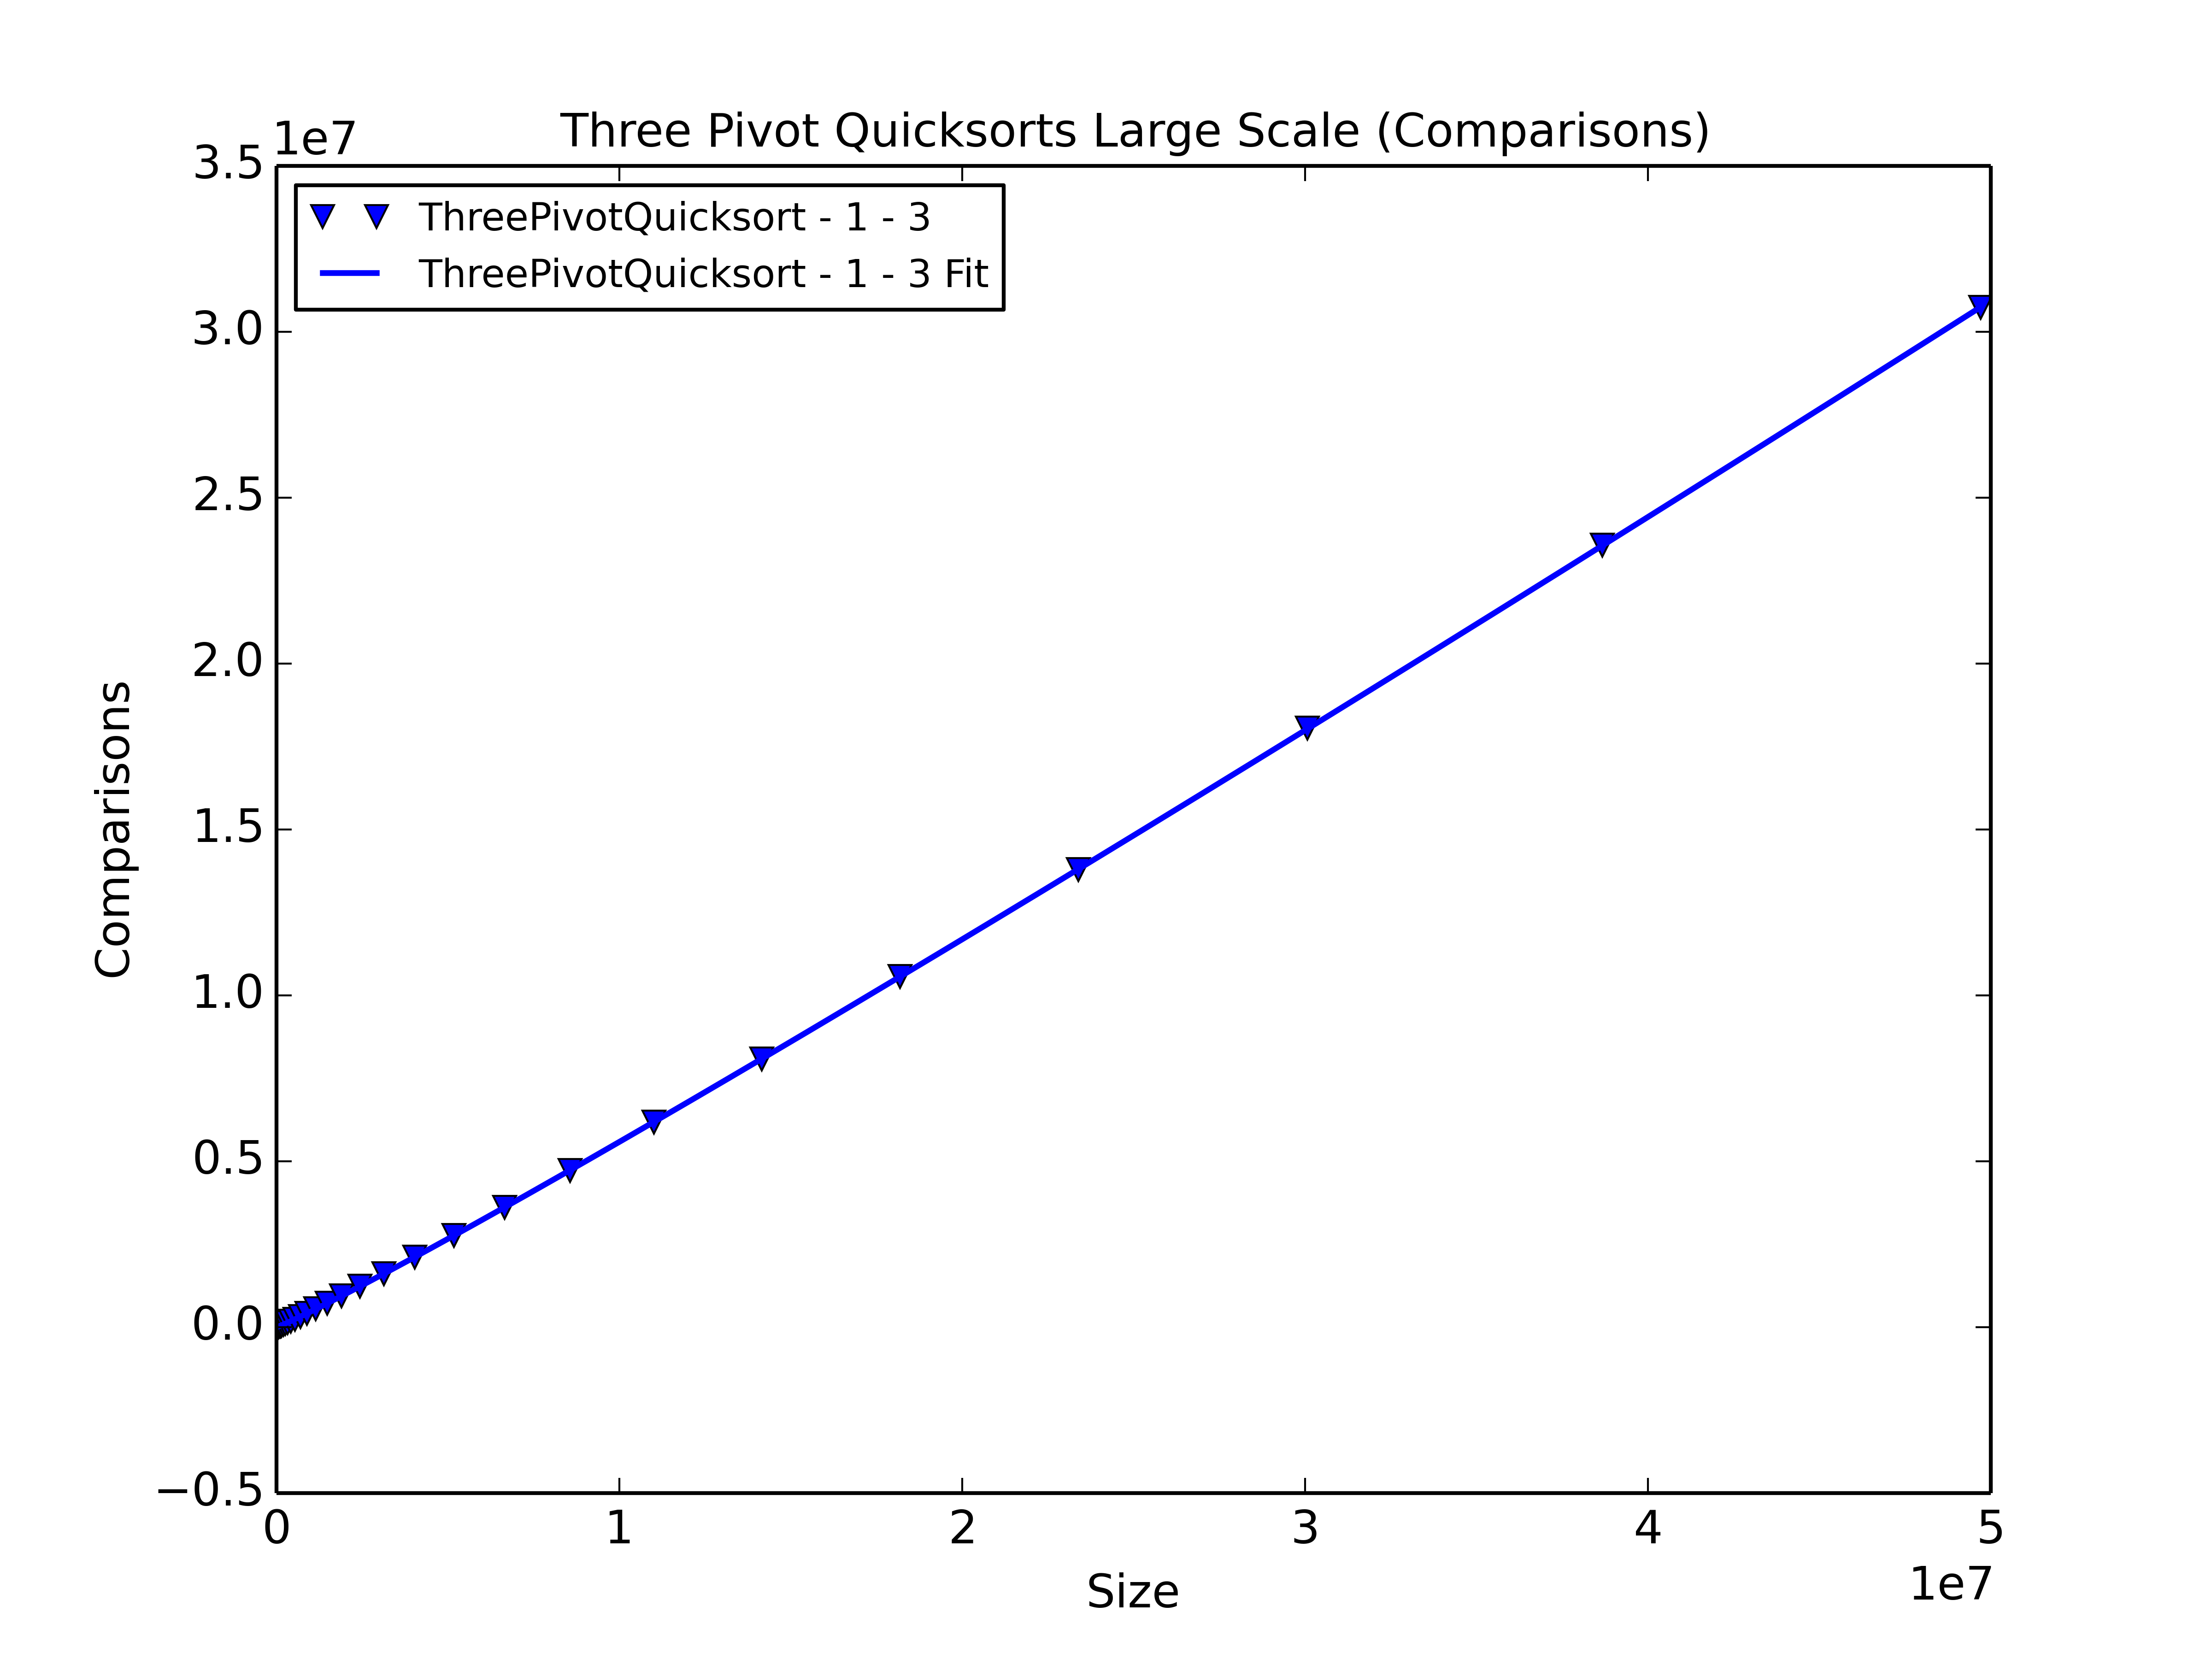 Three Pivot Quicksorts Large Scale (Comparisons)
1e7
3.5
3.0
2.5
2.0
1.5
1.0
0.5
0.0
−0.5
Comparisons
ThreePivotQuicksort - 1 - 3
ThreePivotQuicksort - 1 - 3 Fit
0 1 2 3 4 5
1e7
Size